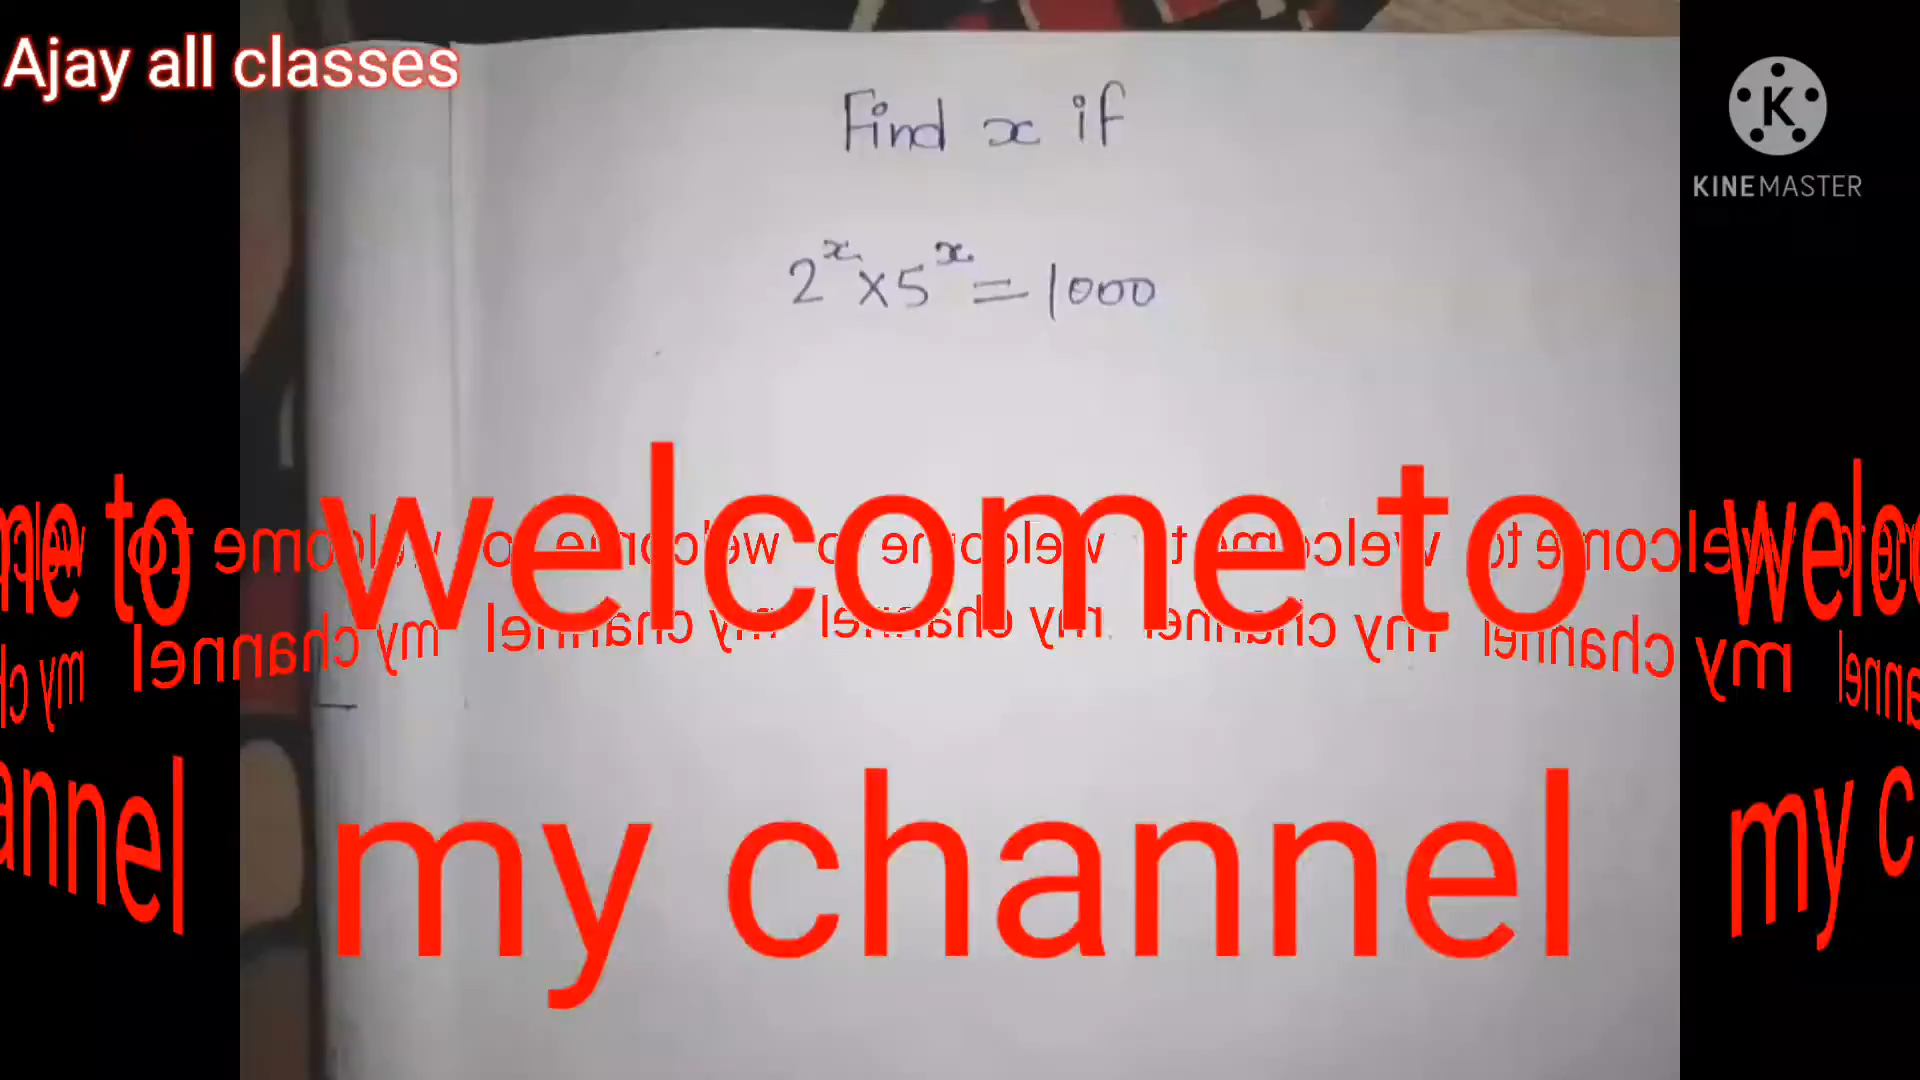 Ajay all classes
KINEMASTER
Find x if
2^x × 5^x = 1000
welcome to
my channel